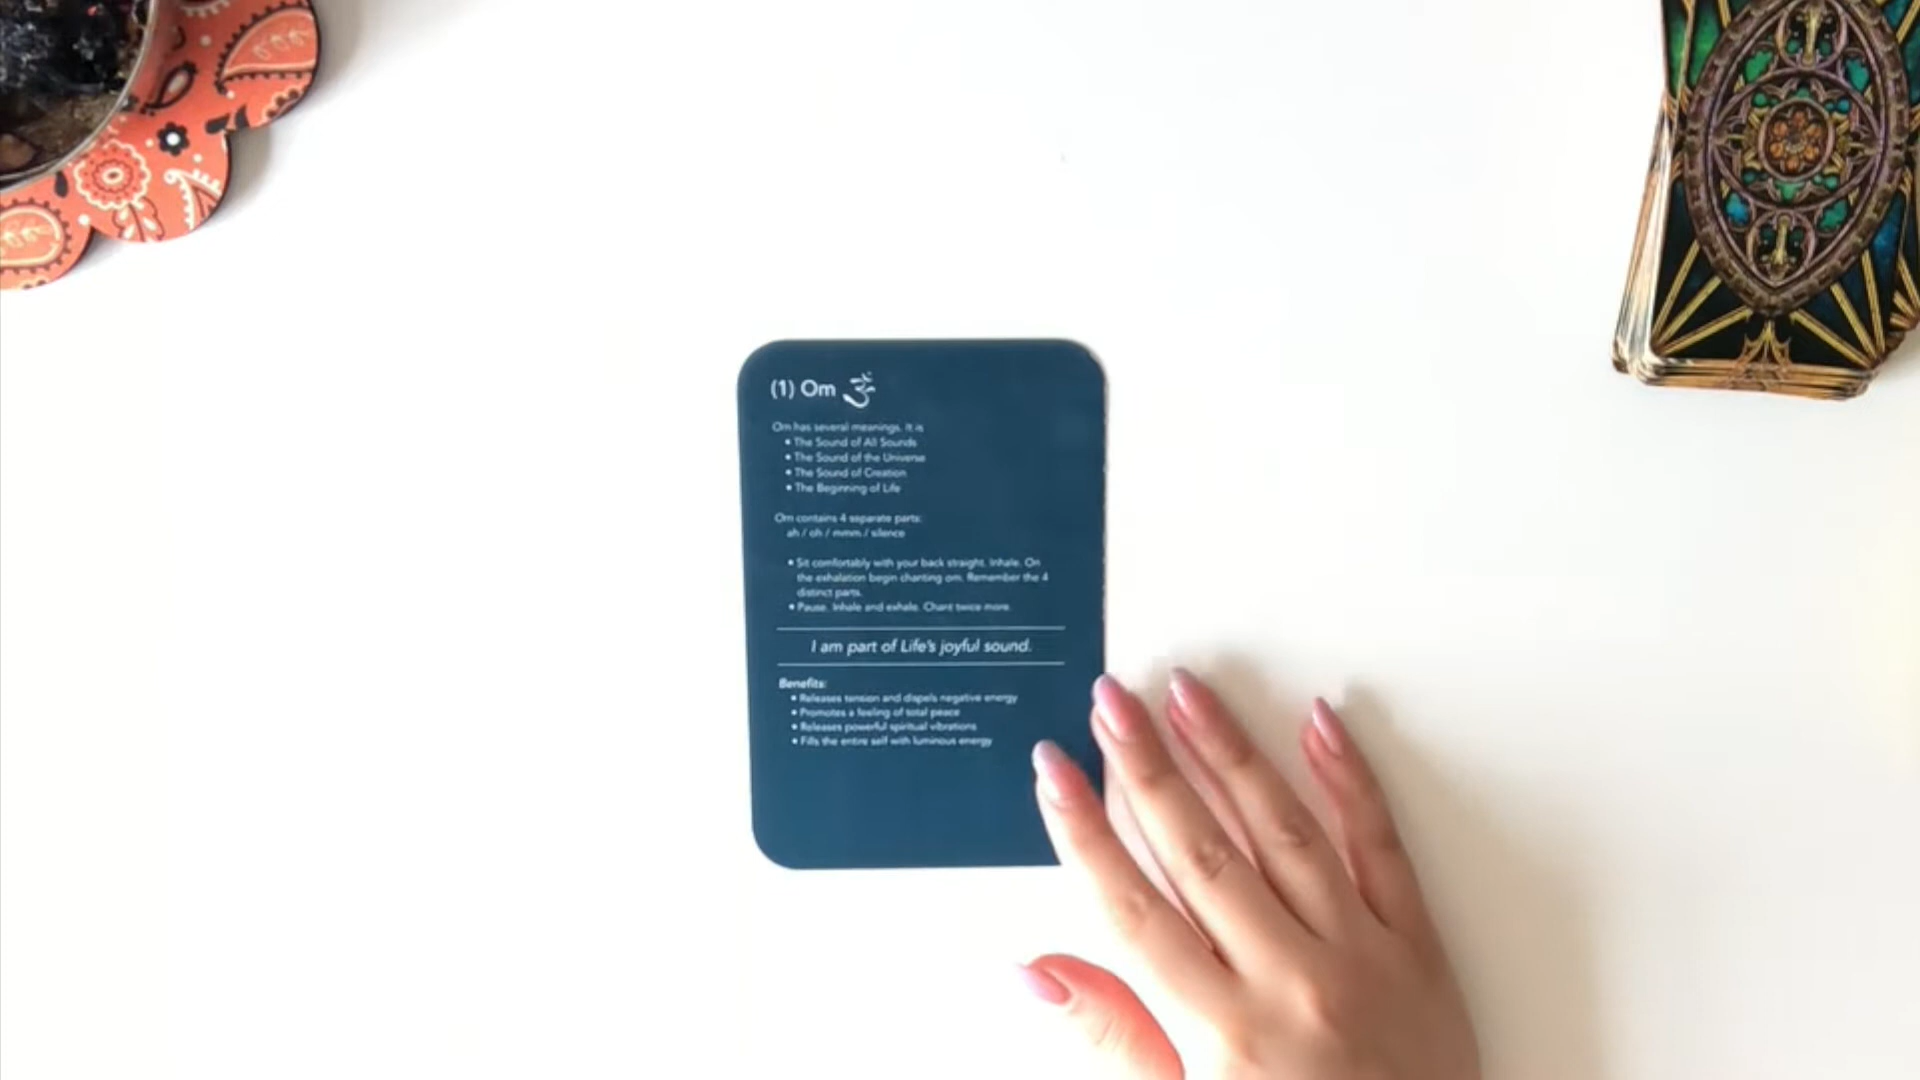 (1) Om ॐ
Om has several meanings. It is
• The Sound of All Sounds
• The Sound of the Universe
• The Sound of Creation
• The Beginning of Life
Om contains 4 separate parts:
ah / oh / mmm / silence
• Sit comfortably with your back straight. Inhale. On
the exhalation begin chanting om. Remember the 4
distinct parts.
• Pause. Inhale and exhale. Chant twice more.
I am part of Life's joyful sound.
Benefits:
• Releases tension and dispels negative energy
• Promotes a feeling of total peace
• Releases powerful spiritual vibrations
• Fills the entire self with luminous energy